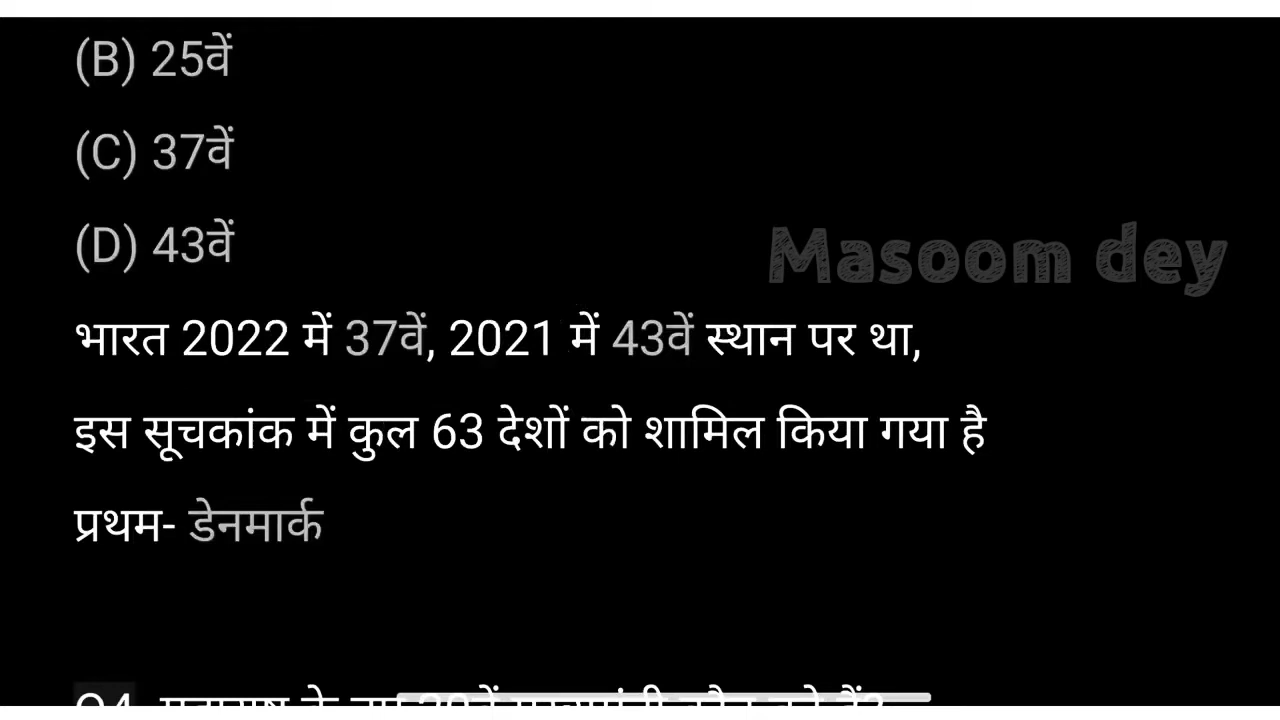 (B) 25वें
(C) 37वें
(D) 43वें
Masoom dey
भारत 2022 में 37वें, 2021 में 43वें स्थान पर था,
इस सूचकांक में कुल 63 देशों को शामिल किया गया है
प्रथम- डेनमार्क